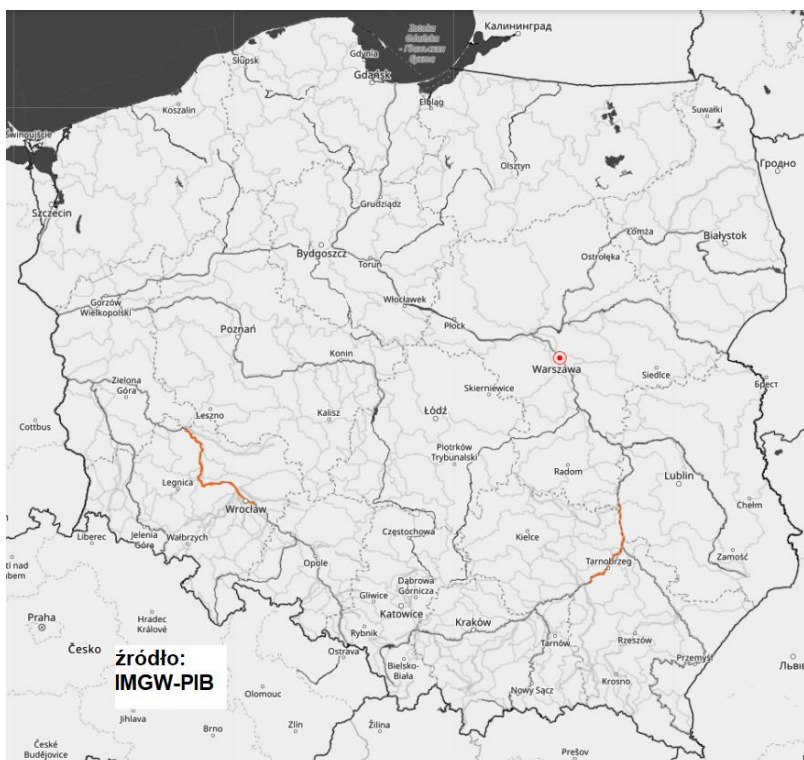 Калининград
Zatoka
Gdańska
Gdynia
Słupsk
Gdańsk
Elbląg
Koszalin
Suwałki
Świnoujście
Гродно
Olsztyn
Szczecin
Grudziądz
Łomża
Białystok
Bydgoszcz
Toruń
Ostrołęka
Włocławek
Gorzów
Wielkopolski
Płock
Poznań
Konin
Warszawa
Siedlce
Брест
Zielona
Góra
Skierniewice
Leszno
Kalisz
Łódź
Cottbus
Piotrków
Trybunalski
Radom
Lublin
Legnica
Wrocław
Chełm
Liberec
Jelenia
Góra
Wałbrzych
Częstochowa
Kielce
Zamość
Opole
Tarnobrzeg
Dąbrowa
Górnicza
Gliwice
Katowice
Praha
Hradec
Králové
Rybnik
Kraków
Tarnów
Rzeszów
Česko
źródło:
IMGW-PIB
Ostrava
Bielsko-
Biała
Przemyśl
Krosno
Nowy Sącz
Olomouc
Jihlava
Zlín
Žilina
Brno
České
Budějovice
Prešov